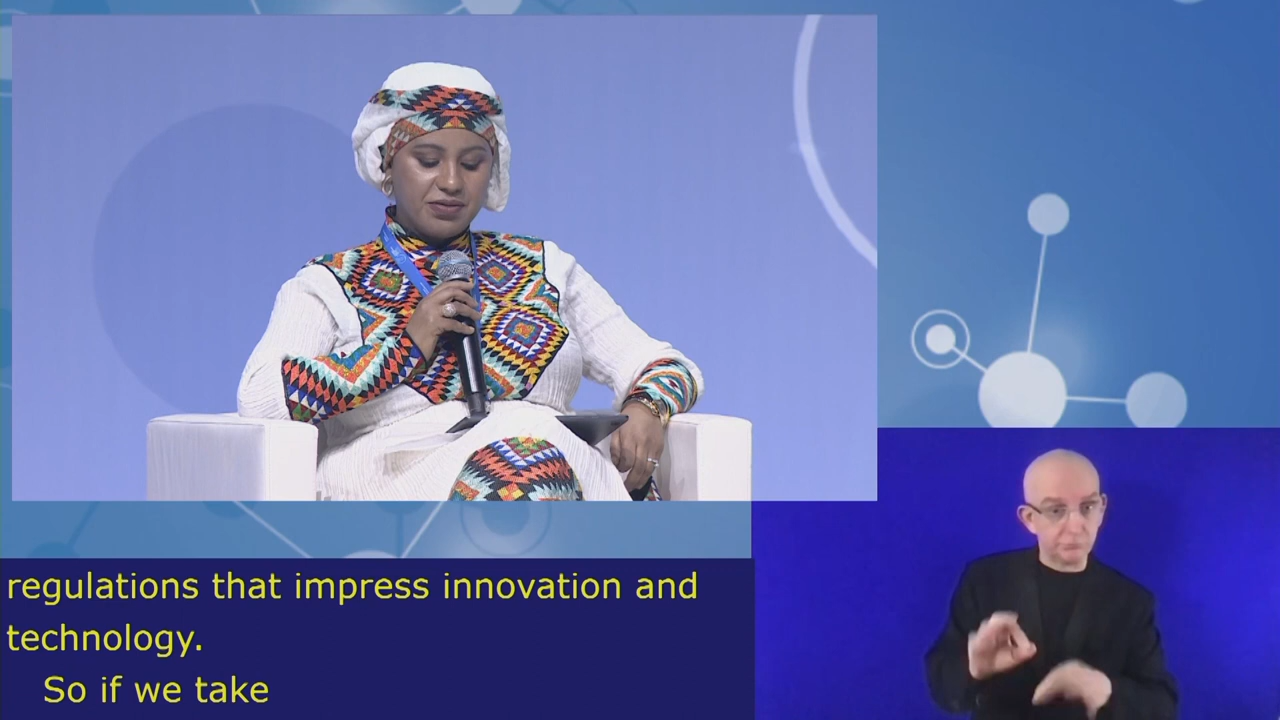 regulations that impress innovation and
technology.
So if we take